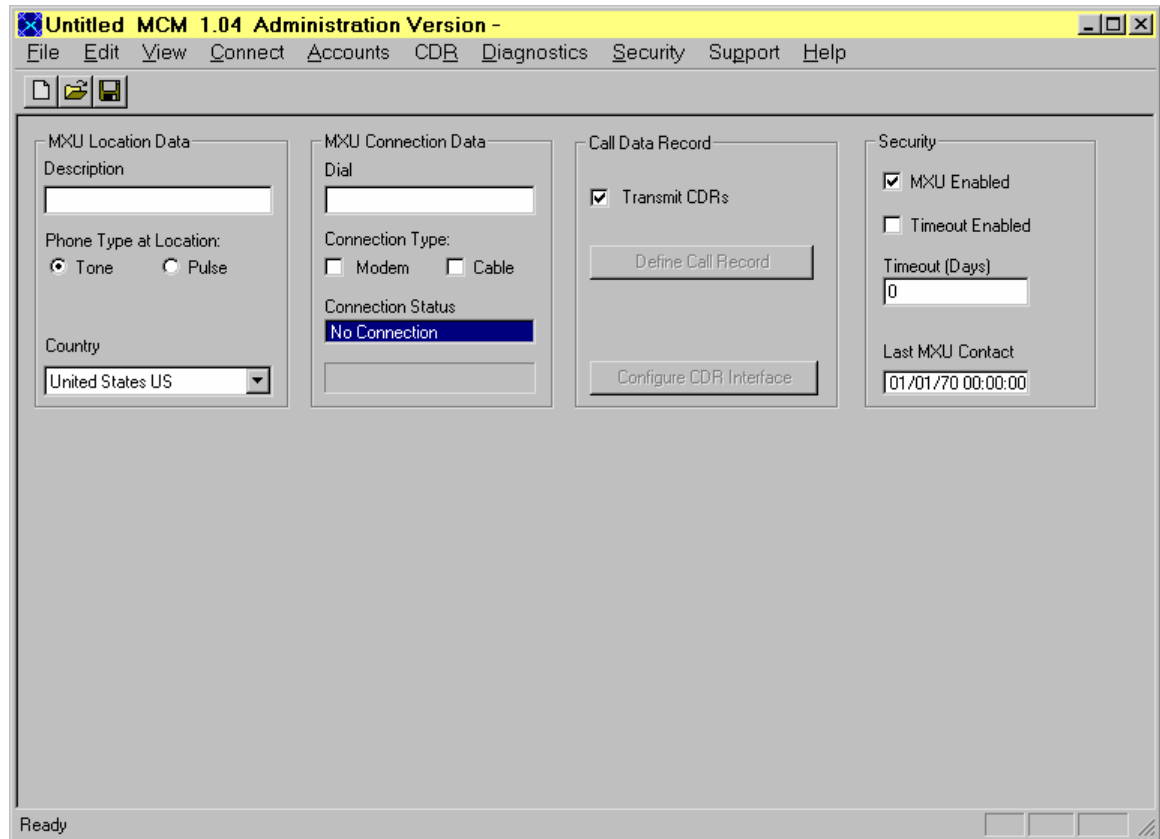 Untitled MCM 1.04 Administration Version -
File Edit View Connect Accounts CDR Diagnostics Security Support Help
MXU Location Data
Description
Phone Type at Location:
Tone Pulse
Country
United States US
MXU Connection Data
Dial
Connection Type:
Modem Cable
Connection Status
No Connection
Call Data Record
Transmit CDRs
Define Call Record
Configure CDR Interface
Security
MXU Enabled
Timeout Enabled
Timeout (Days)
0
Last MXU Contact
01/01/70 00:00:00
Ready